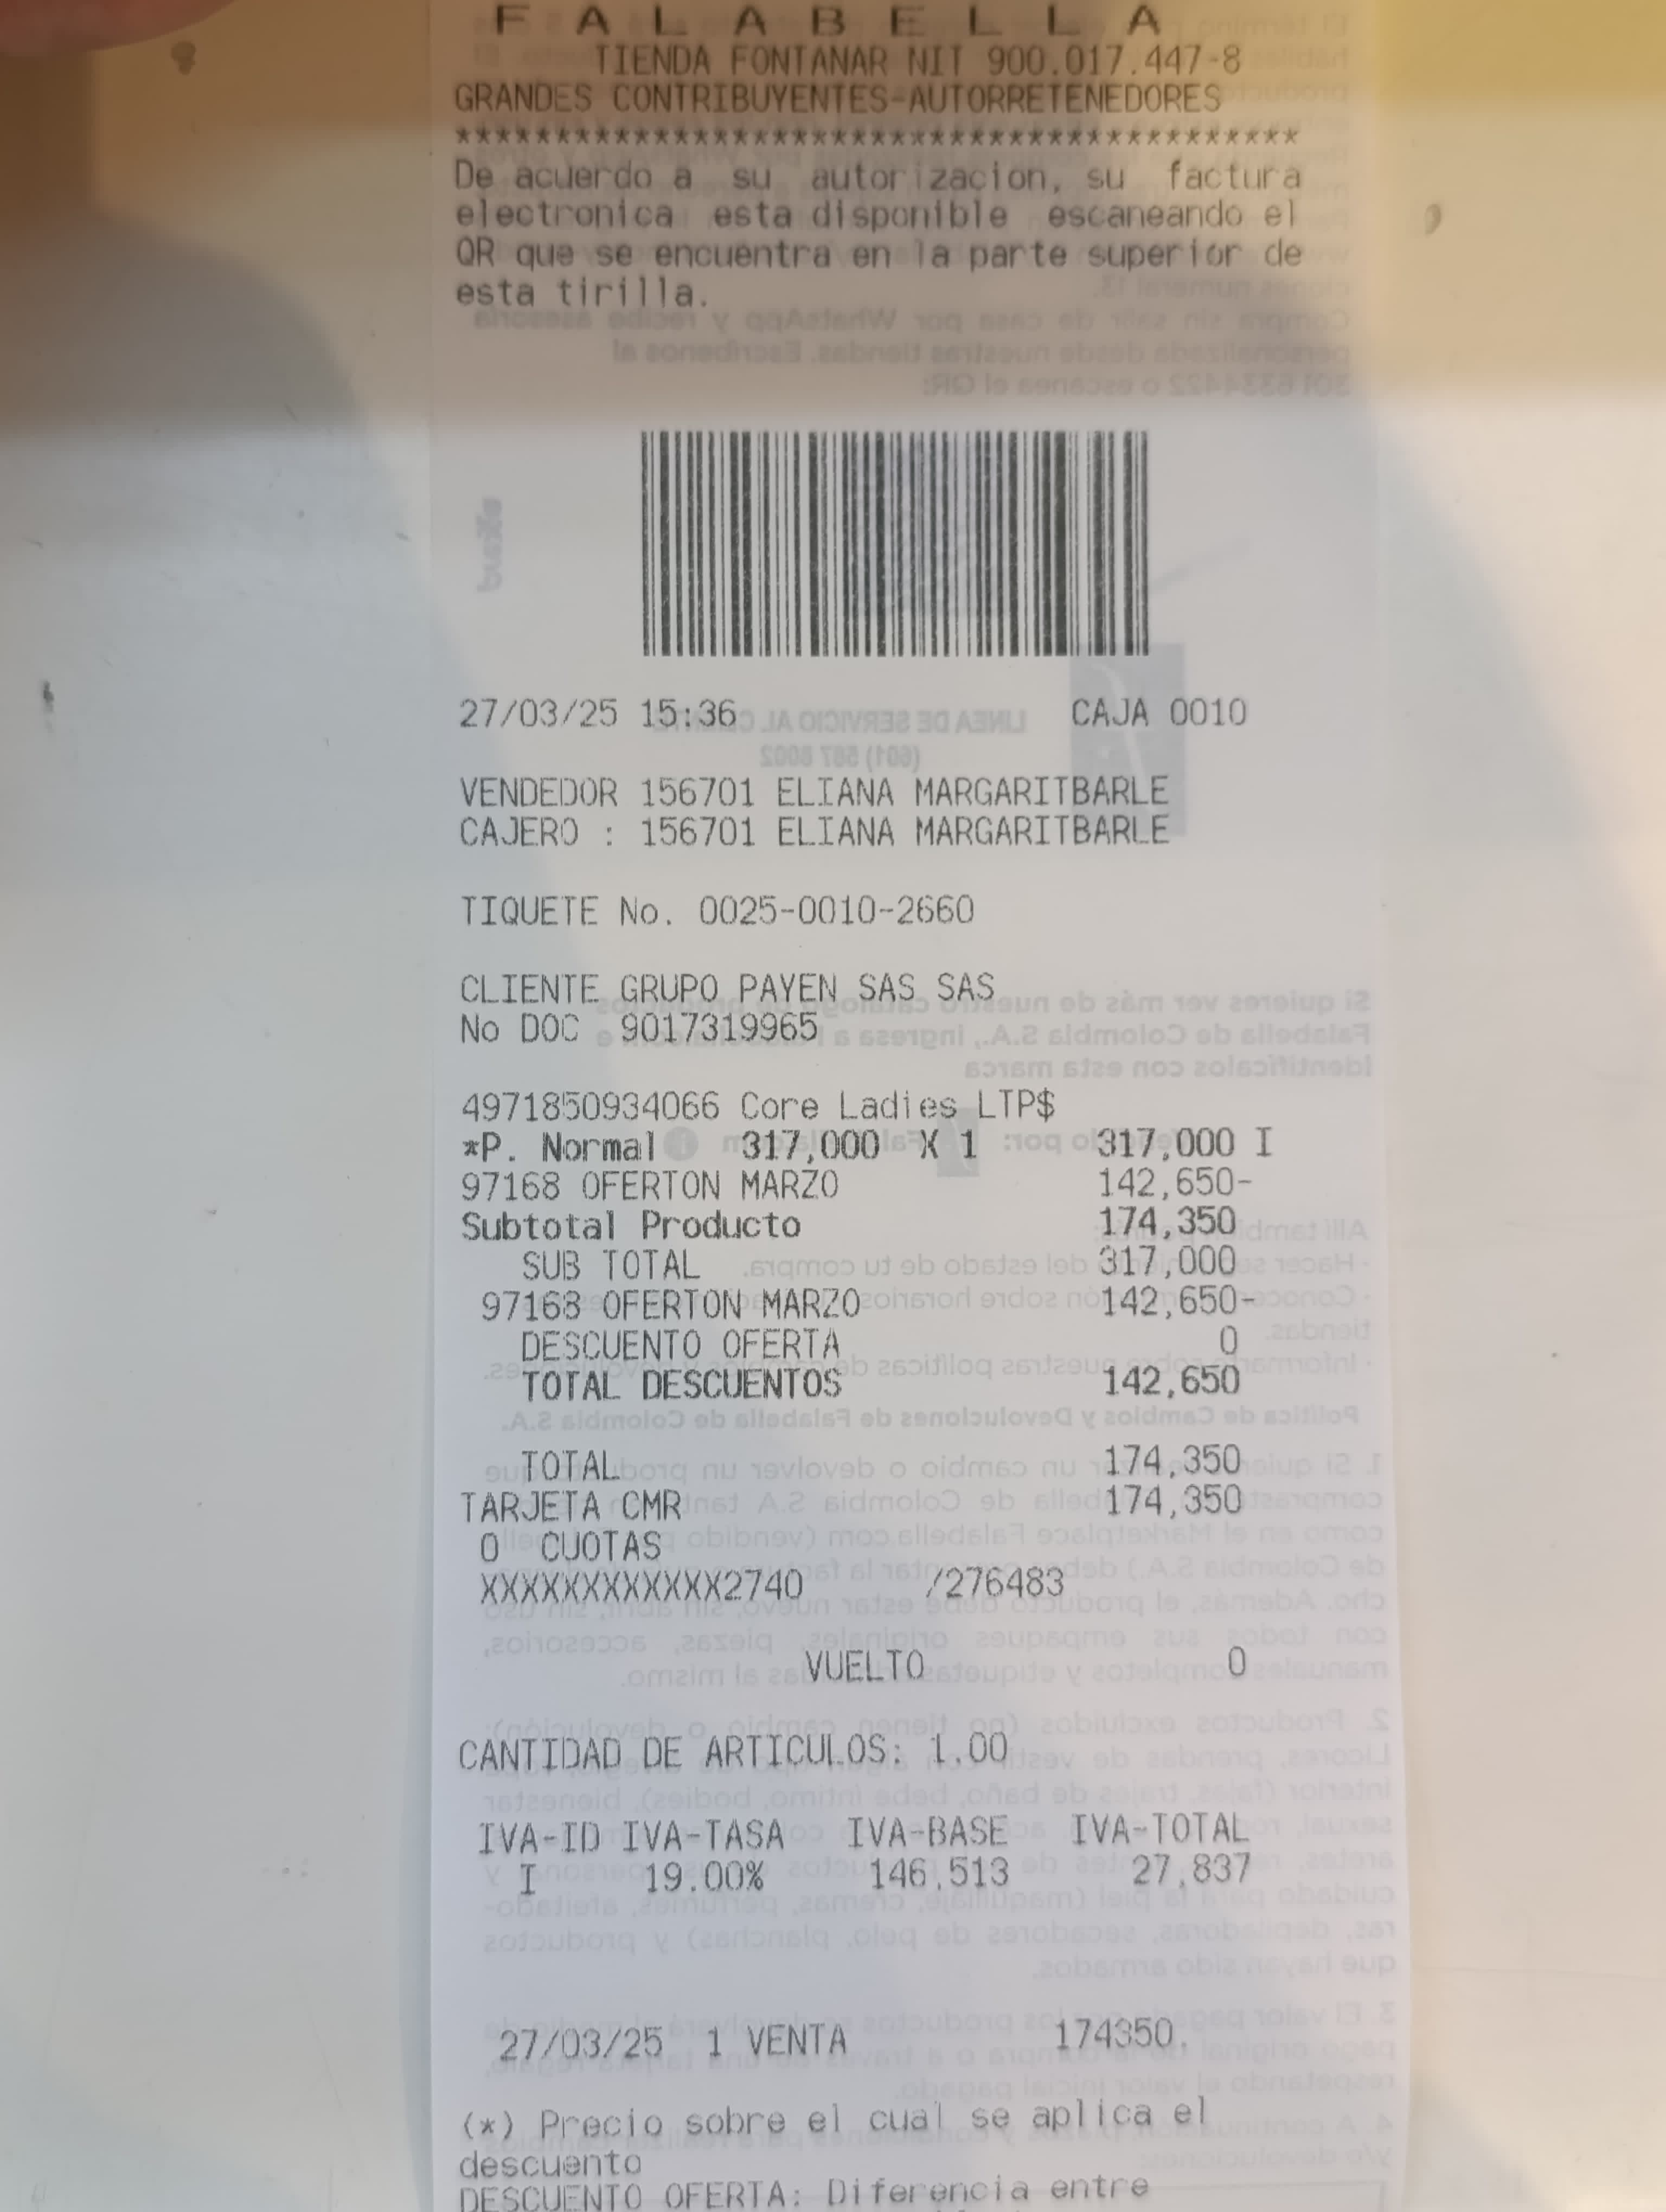 F A L A B E L L A
TIENDA FONTANAR NIT 900.017.447-8
GRANDES CONTRIBUYENTES-AUTORRETENEDORES
******************************************
De acuerdo a su autorizacion, su factura
electronica esta disponible escaneando el
QR que se encuentra en la parte superior de
esta tirilla.
27/03/25 15:36 CAJA 0010
VENDEDOR 156701 ELIANA MARGARITBARLE
CAJERO : 156701 ELIANA MARGARITBARLE
TIQUETE No. 0025-0010-2660
CLIENTE GRUPO PAYEN SAS SAS
No DOC 9017319965
4971850934066 Core Ladies LTP$
*P. Normal 317,000 X 1 317,000 I
97168 OFERTON MARZO 142,650-
Subtotal Producto 174,350
SUB TOTAL 317,000
97168 OFERTON MARZO 142,650-
DESCUENTO OFERTA 0
TOTAL DESCUENTOS 142,650
TOTAL 174,350
TARJETA CMR 174,350
0 CUOTAS
XXXXXXXXXXXX2740 /276483
VUELTO 0
CANTIDAD DE ARTICULOS: 1.00
IVA-ID IVA-TASA IVA-BASE IVA-TOTAL
I 19.00% 146,513 27,837
27/03/25 1 VENTA 174350.
(*) Precio sobre el cual se aplica el
descuento
DESCUENTO OFERTA: Diferencia entre